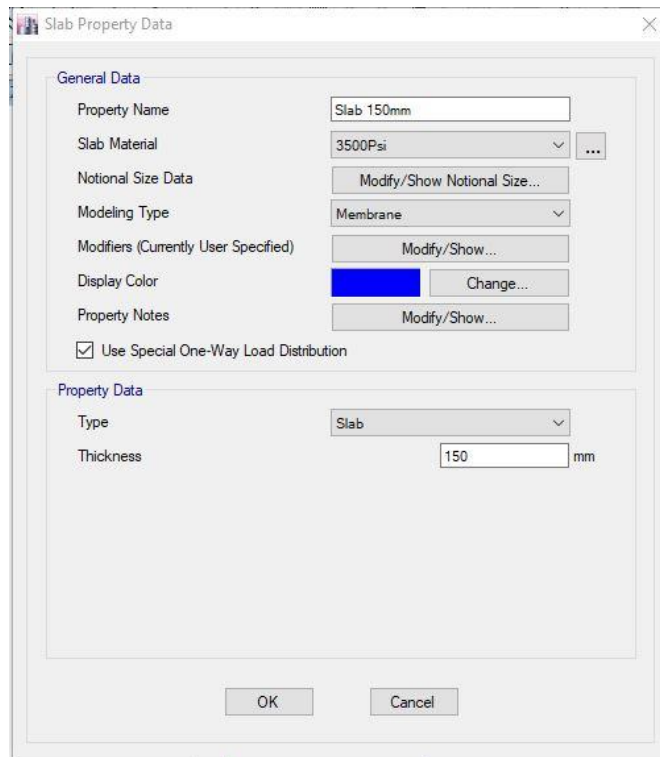 Slab Property Data
General Data
Property Name Slab 150mm
Slab Material 3500Psi ...
Notional Size Data Modify/Show Notional Size...
Modeling Type Membrane
Modifiers (Currently User Specified) Modify/Show...
Display Color Change...
Property Notes Modify/Show...
Use Special One-Way Load Distribution
Property Data
Type Slab
Thickness 150 mm
OK Cancel